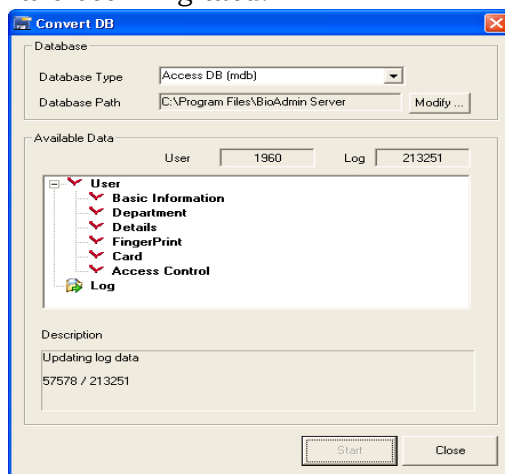 Convert DB
Database
Database Type Access DB (mdb)
Database Path C:\Program Files\BioAdmin Server Modify ...
Available Data
User 1960 Log 213251
User
Basic Information
Department
Details
FingerPrint
Card
Access Control
Log
Description
Updating log data
57578 / 213251
Start Close